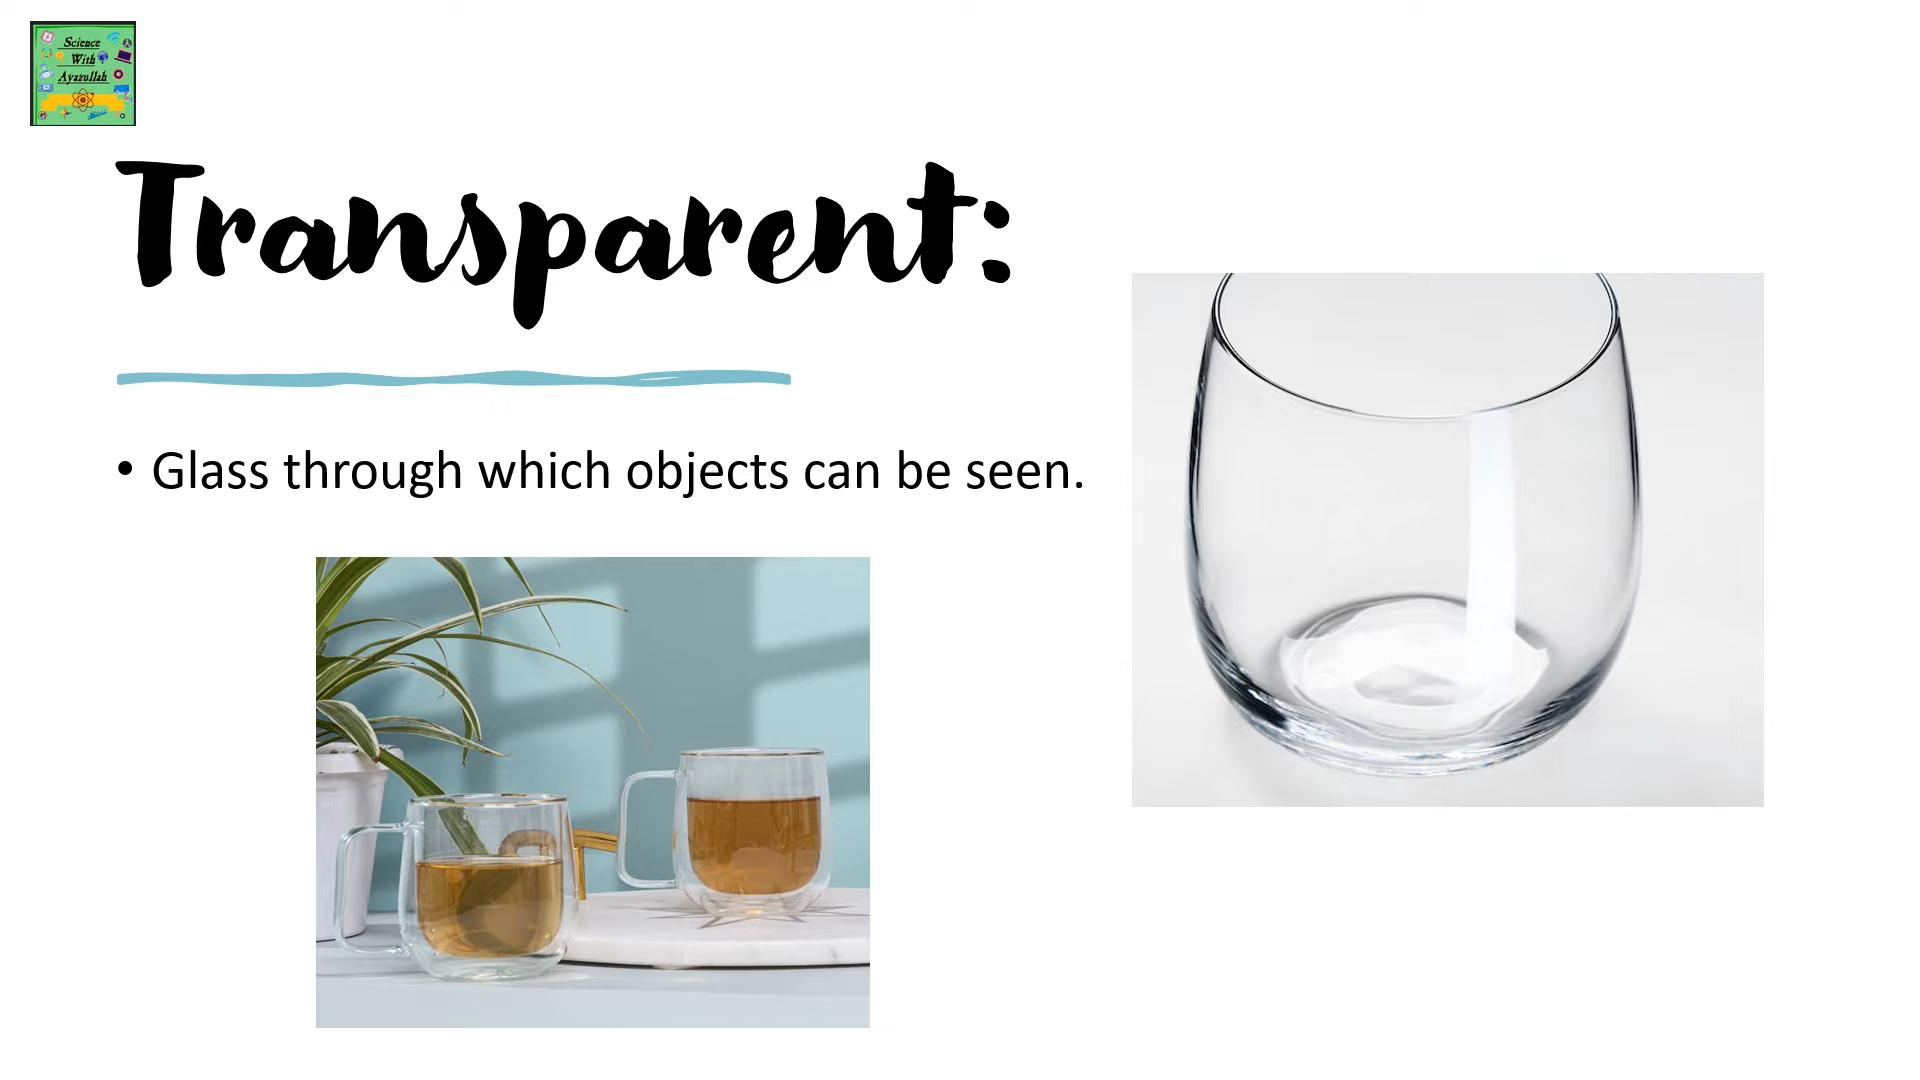 Science
With
Ayazullah
Transparent:
• Glass through which objects can be seen.